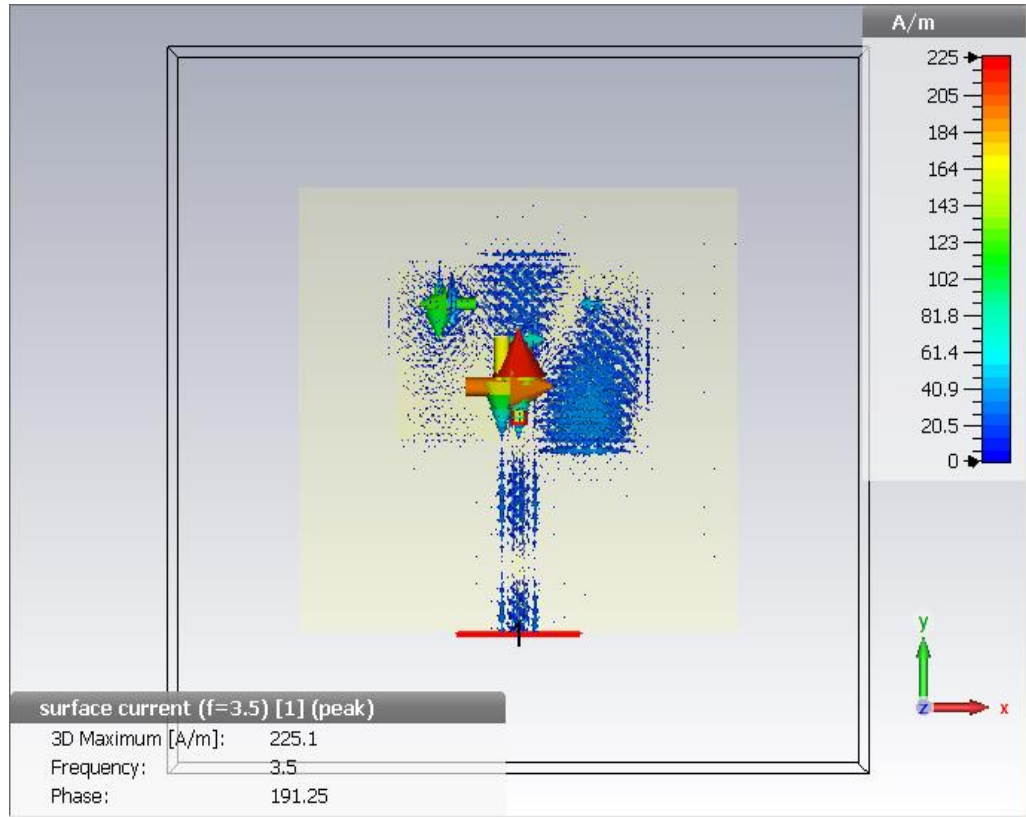 A/m
225
205
184
164
143
123
102
81.8
61.4
40.9
20.5
0
y
z x
surface current (f=3.5) [1] (peak)
3D Maximum [A/m]: 225.1
Frequency: 3.5
Phase: 191.25